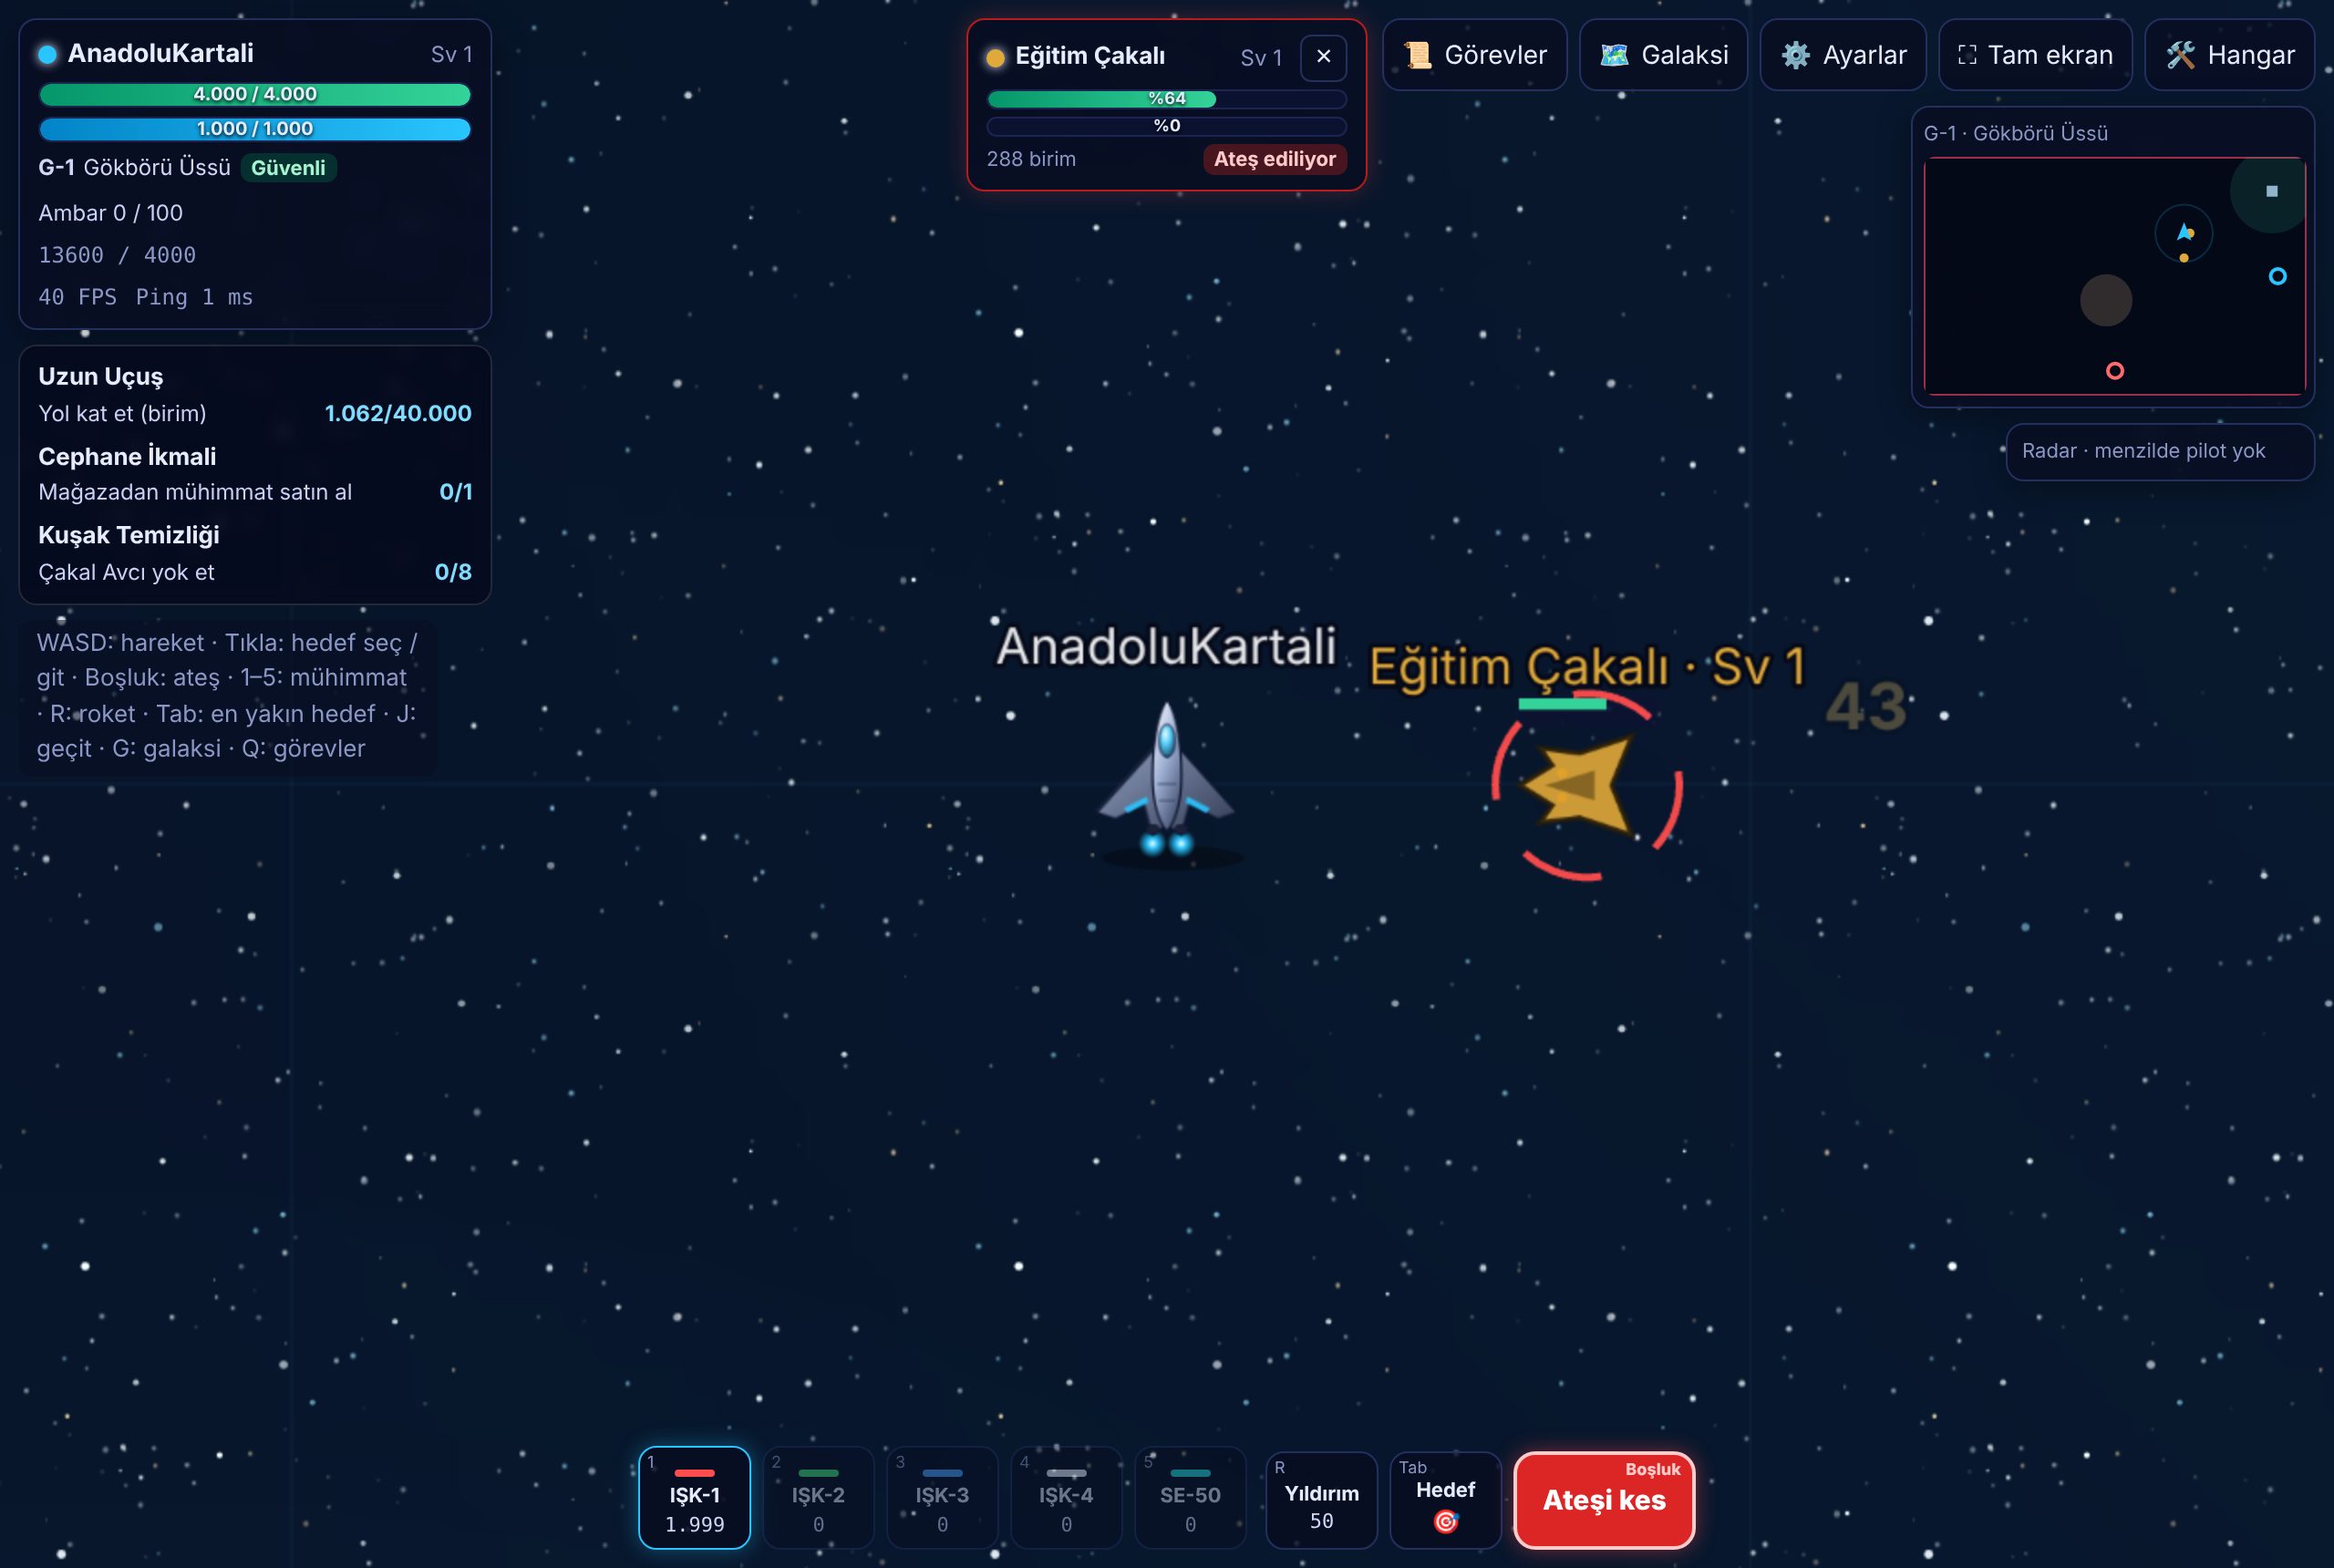 AnadoluKartali Sv 1
4.000 / 4.000
1.000 / 1.000
G-1 Gökbörü Üssü Güvenli
Ambar 0 / 100
13600 / 4000
40 FPS Ping 1 ms
Uzun Uçuş
Yol kat et (birim) 1.062/40.000
Cephane İkmali
Mağazadan mühimmat satın al 0/1
Kuşak Temizliği
Çakal Avcı yok et 0/8
WASD: hareket · Tıkla: hedef seç /
git · Boşluk: ateş · 1–5: mühimmat
· R: roket · Tab: en yakın hedef · J:
geçit · G: galaksi · Q: görevler
Eğitim Çakalı Sv 1 ✕
%64
%0
288 birim Ateş ediliyor
Görevler Galaksi Ayarlar Tam ekran Hangar
G-1 · Gökbörü Üssü
Radar · menzilde pilot yok
AnadoluKartali
Eğitim Çakalı · Sv 1
43
1 IŞK-1 1.999
2 IŞK-2 0
3 IŞK-3 0
4 IŞK-4 0
5 SE-50 0
R Yıldırım 50
Tab Hedef
Boşluk Ateşi kes